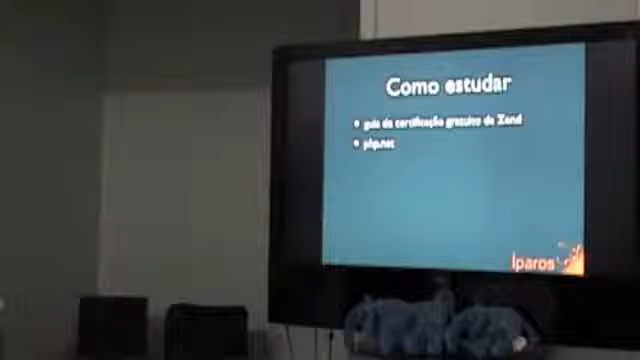 Como estudar
• guia de certificação gratuito da Zend
• php.net
Iparos